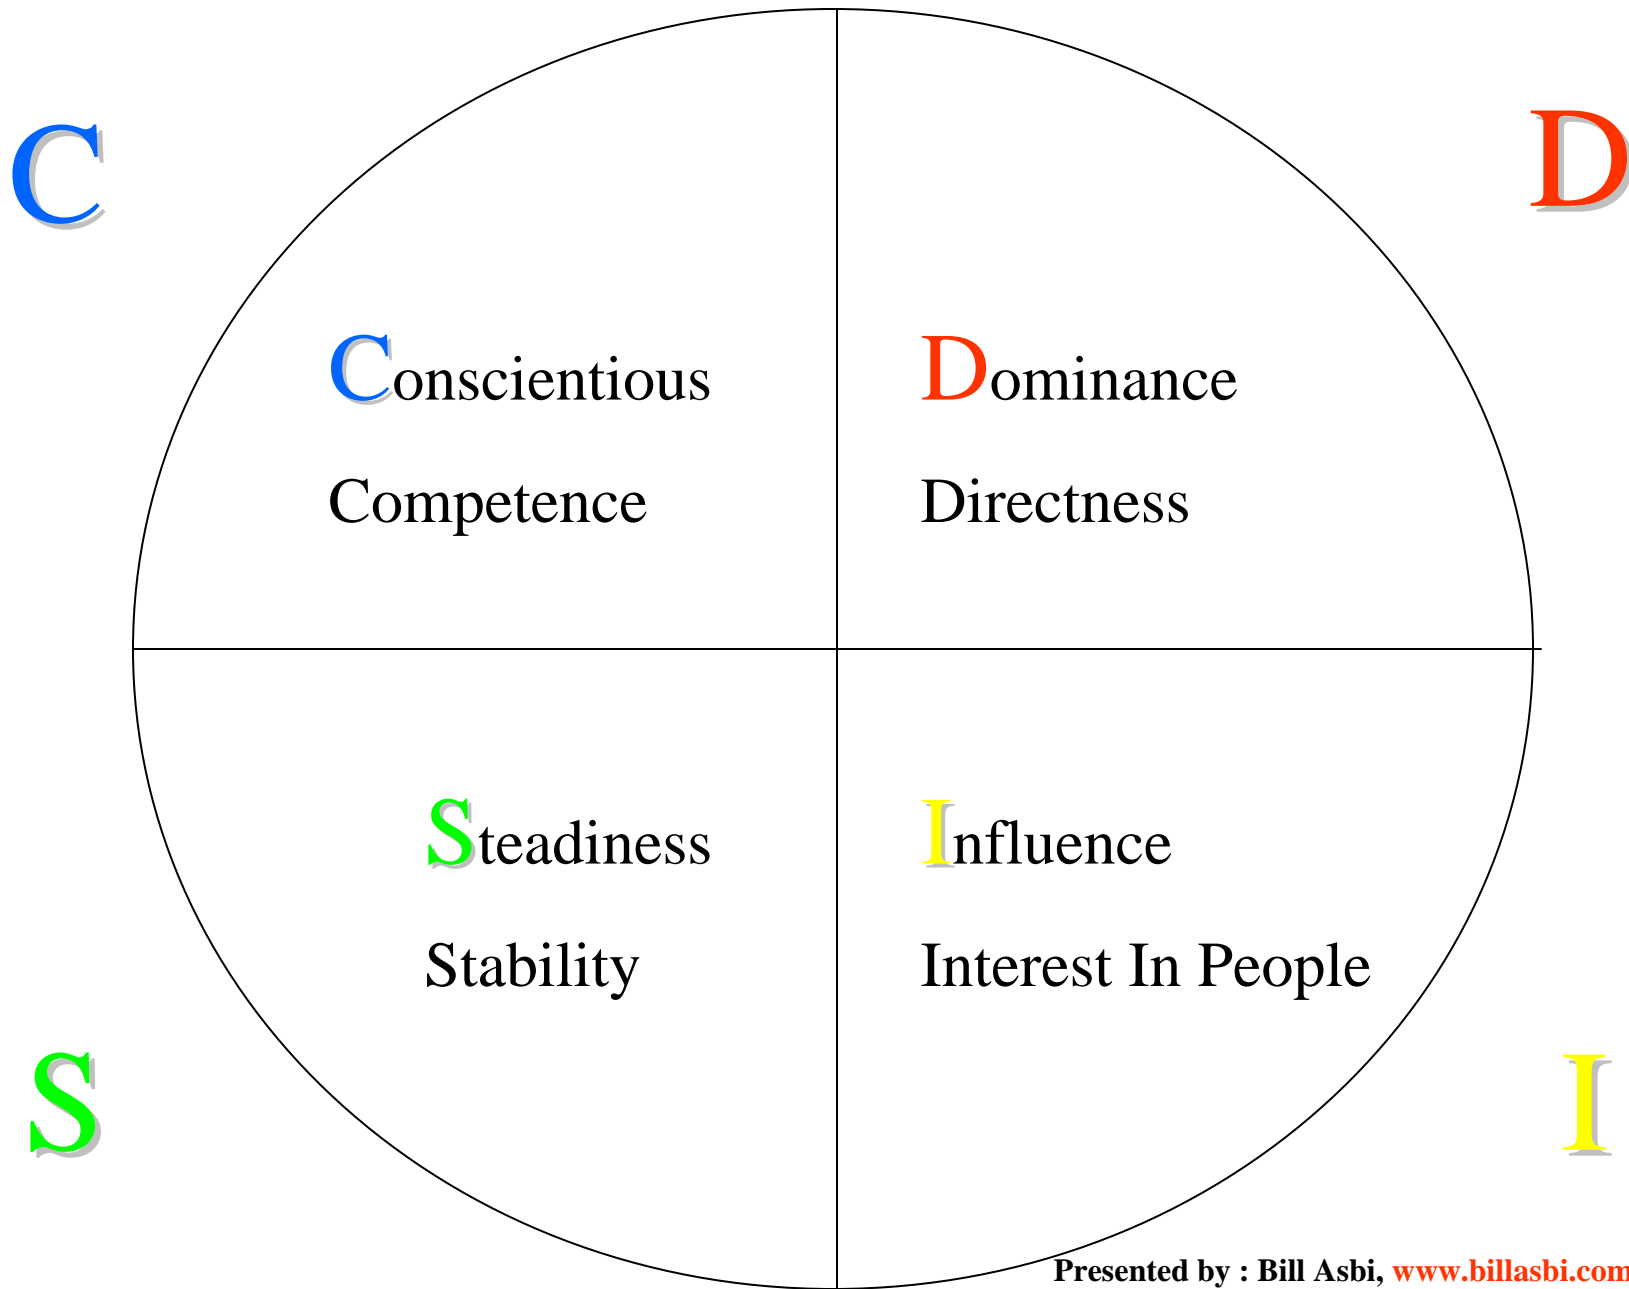 C
D
Conscientious
Competence
Dominance
Directness
Steadiness
Stability
Influence
Interest In People
S
I
Presented by : Bill Asbi, www.billasbi.com